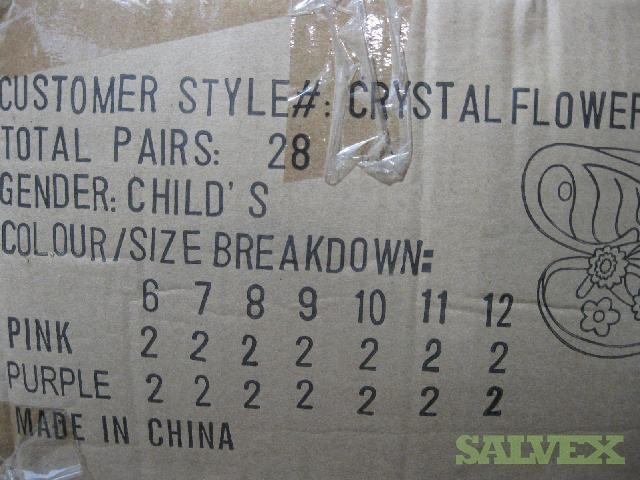 CUSTOMER STYLE#: CRYSTAL FLOWER
TOTAL PAIRS: 28
GENDER: CHILD'S
COLOUR/SIZE BREAKDOWN:
6 7 8 9 10 11 12
PINK 2 2 2 2 2 2 2
PURPLE 2 2 2 2 2 2 2
MADE IN CHINA
SALVEX